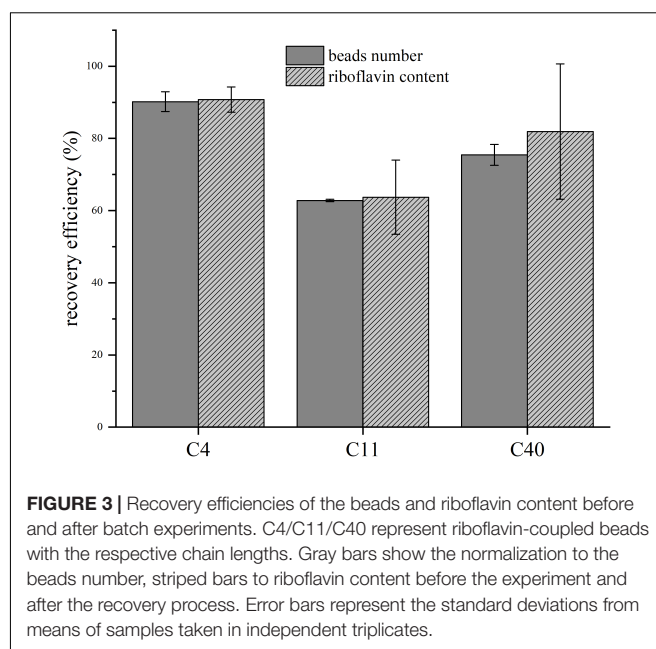 beads number
riboflavin content
100
80
60
40
20
0
recovery efficiency (%)
C4 C11 C40
FIGURE 3 | Recovery efficiencies of the beads and riboflavin content before
and after batch experiments. C4/C11/C40 represent riboflavin-coupled beads
with the respective chain lengths. Gray bars show the normalization to the
beads number, striped bars to riboflavin content before the experiment and
after the recovery process. Error bars represent the standard deviations from
means of samples taken in independent triplicates.